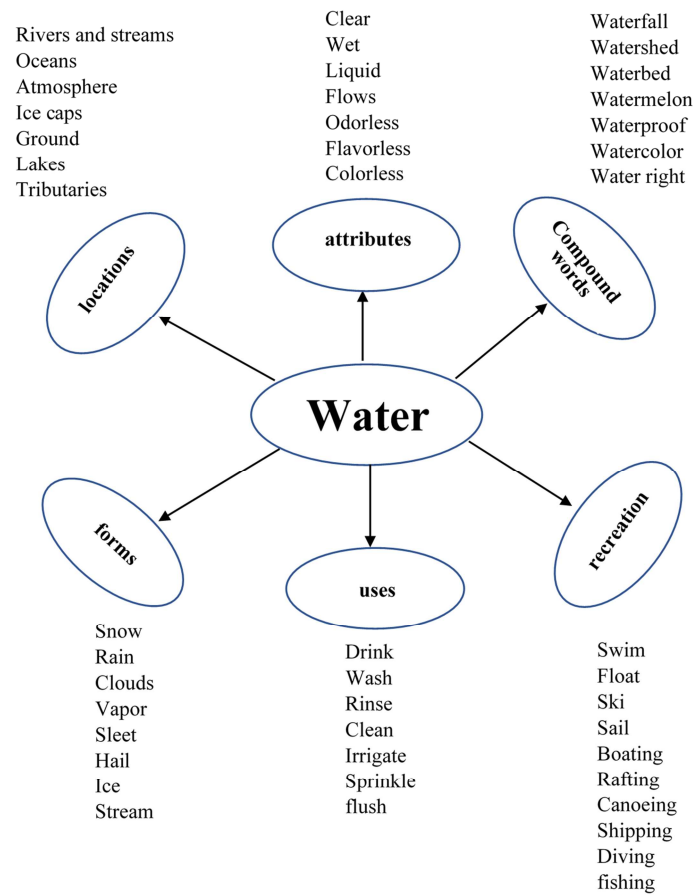 Rivers and streams
Oceans
Atmosphere
Ice caps
Ground
Lakes
Tributaries
locations
Clear
Wet
Liquid
Flows
Odorless
Flavorless
Colorless
attributes
Waterfall
Watershed
Waterbed
Watermelon
Waterproof
Watercolor
Water right
Compound
words
Water
forms
Snow
Rain
Clouds
Vapor
Sleet
Hail
Ice
Stream
uses
Drink
Wash
Rinse
Clean
Irrigate
Sprinkle
flush
recreation
Swim
Float
Ski
Sail
Boating
Rafting
Canoeing
Shipping
Diving
fishing